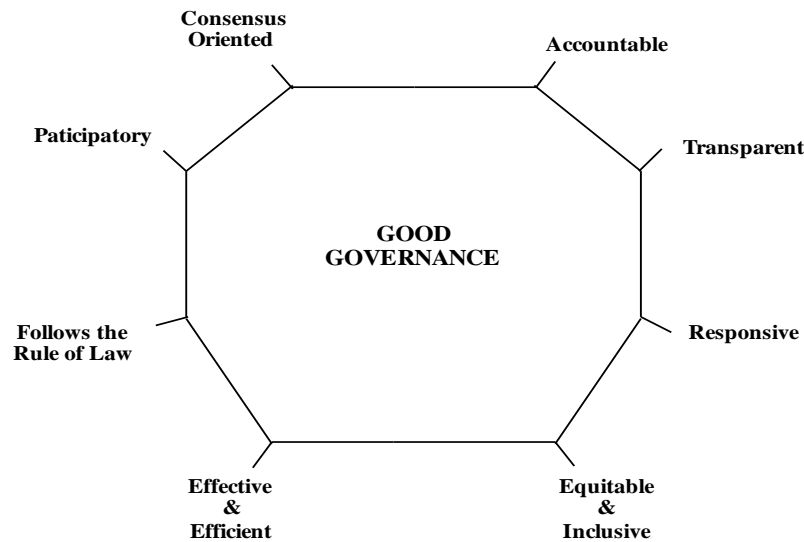 Consensus
Oriented
Accountable
Paticipatory
Transparent
GOOD
GOVERNANCE
Follows the
Rule of Law
Responsive
Effective
&
Efficient
Equitable
&
Inclusive